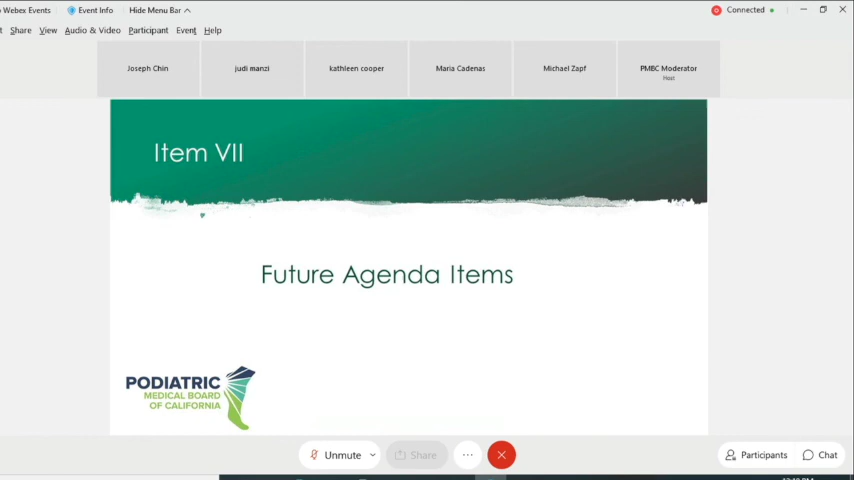 Webex Events
Event Info
Hide Menu Bar
Connected
Share View Audio & Video Participant Event Help
Joseph Chin
judi manzi
kathleen cooper
Maria Cadenas
Michael Zapf
PMBC Moderator
Host
Item VII
Future Agenda Items
PODIATRIC
MEDICAL BOARD
OF CALIFORNIA
Unmute
Share
Participants
Chat